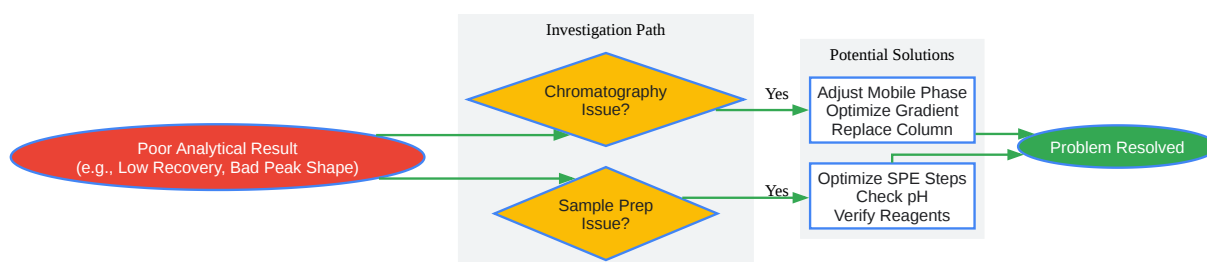 Poor Analytical Result
(e.g., Low Recovery, Bad Peak Shape)
Investigation Path
Chromatography
Issue?
Sample Prep
Issue?
Yes
Yes
Potential Solutions
Adjust Mobile Phase
Optimize Gradient
Replace Column
Optimize SPE Steps
Check pH
Verify Reagents
Problem Resolved